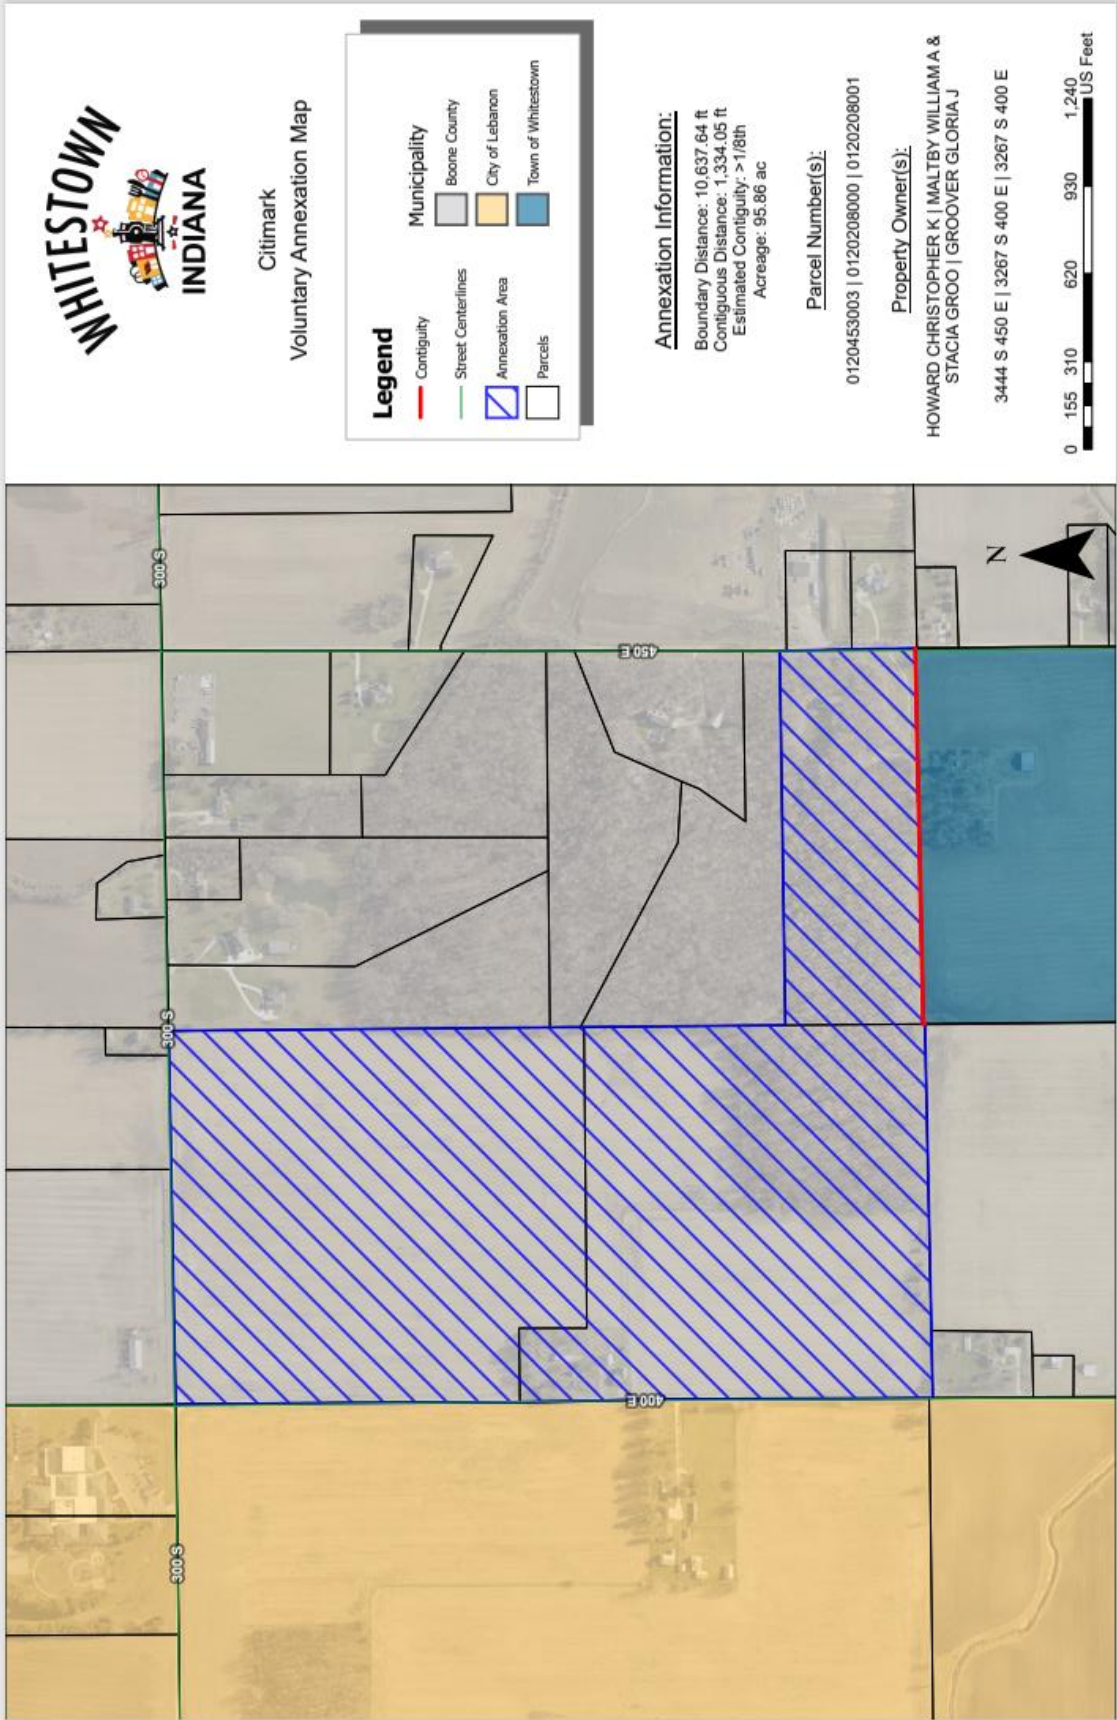 WHITESTOWN
INDIANA
Citimark
Voluntary Annexation Map
Legend
Contiguity
Street Centerlines
Annexation Area
Parcels
Municipality
Boone County
City of Lebanon
Town of Whitestown
Annexation Information:
Boundary Distance: 10,637.64 ft
Contiguous Distance: 1,334.05 ft
Estimated Contiguity: >1/8th
Acreage: 95.86 ac
Parcel Number(s):
0120453003 | 0120208000 | 0120208001
Property Owner(s):
HOWARD CHRISTOPHER K | MALTBY WILLIAM A &
STACIA GROO | GROOVER GLORIA J
3444 S 450 E | 3267 S 400 E | 3267 S 400 E
0 155 310 620 930 1,240
US Feet
300 S
300 S
300 S
450 E
400 E
N